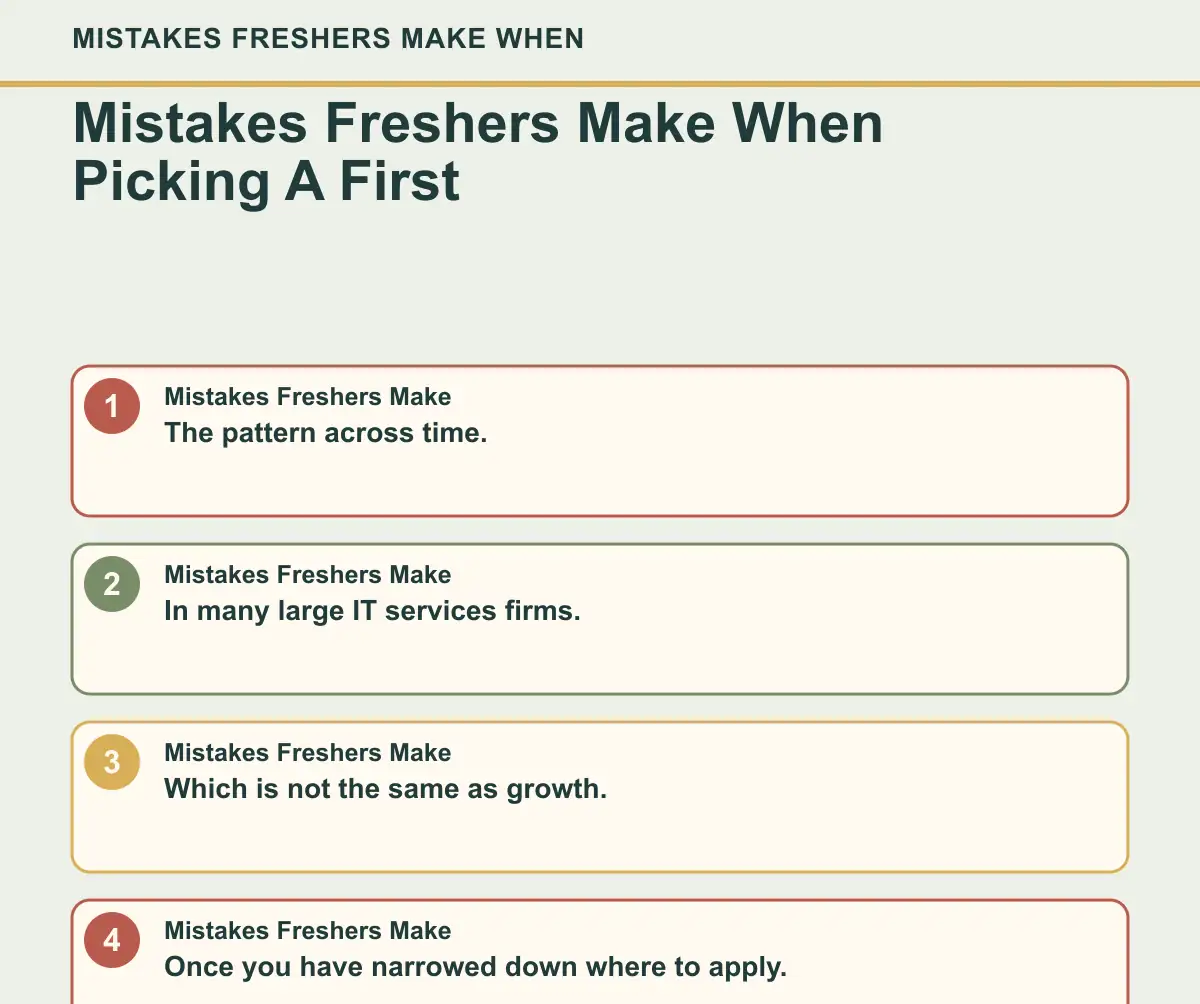 MISTAKES FRESHERS MAKE WHEN
Mistakes Freshers Make When
Picking A First
1
Mistakes Freshers Make
The pattern across time.
2
Mistakes Freshers Make
In many large IT services firms.
3
Mistakes Freshers Make
Which is not the same as growth.
4
Mistakes Freshers Make
Once you have narrowed down where to apply.